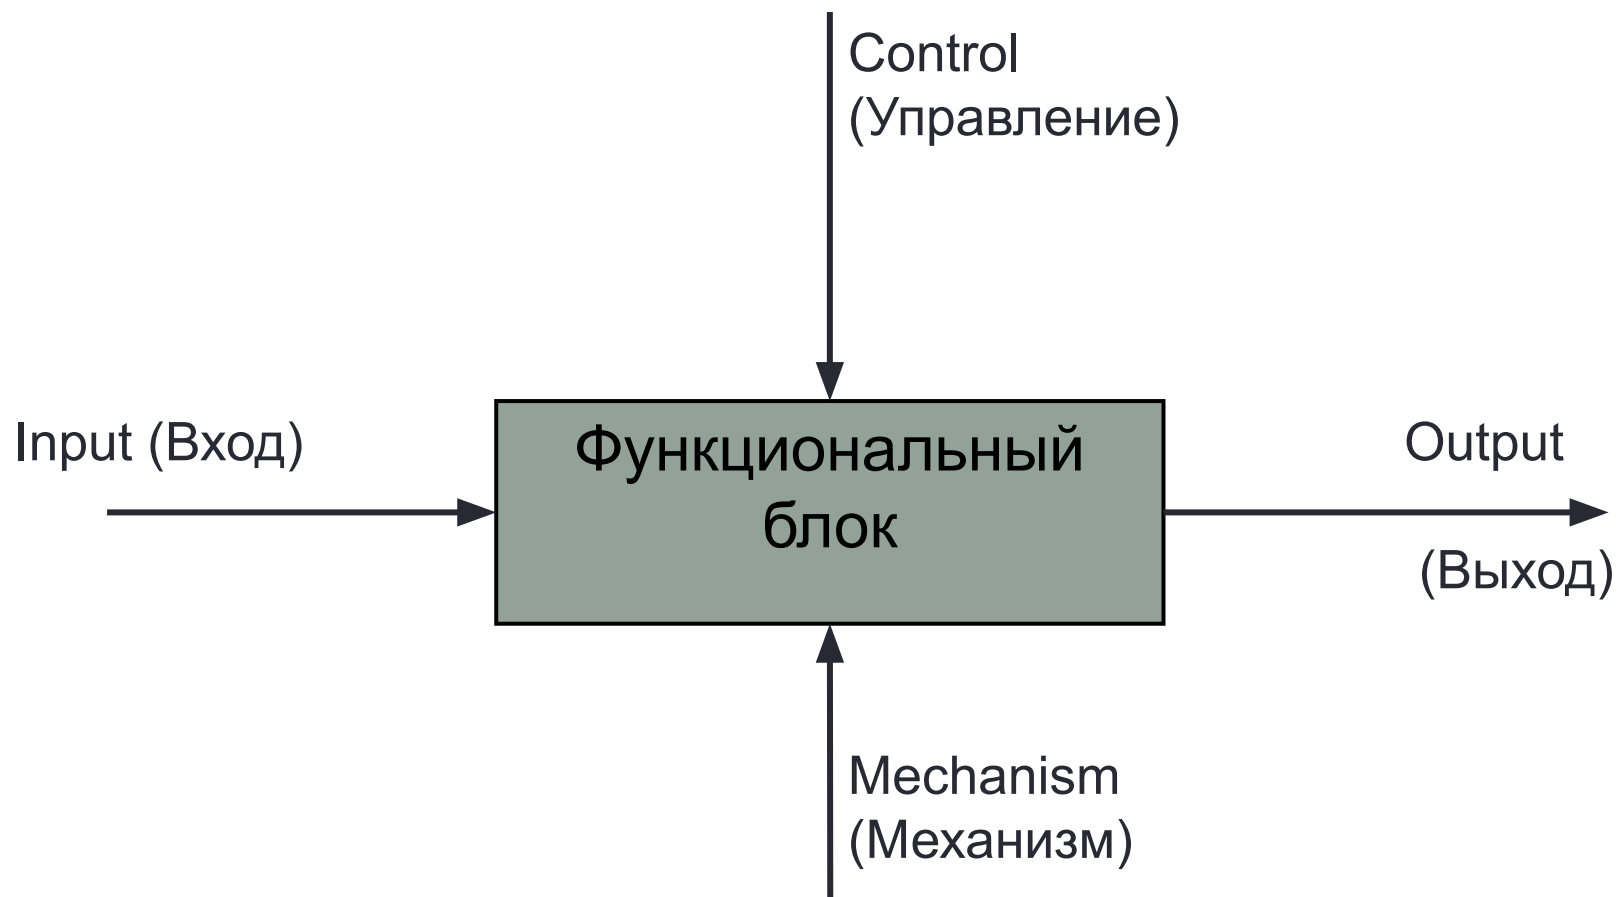 Control
(Управление)
Input (Вход)
Функциональный
блок
Output
(Выход)
Mechanism
(Механизм)